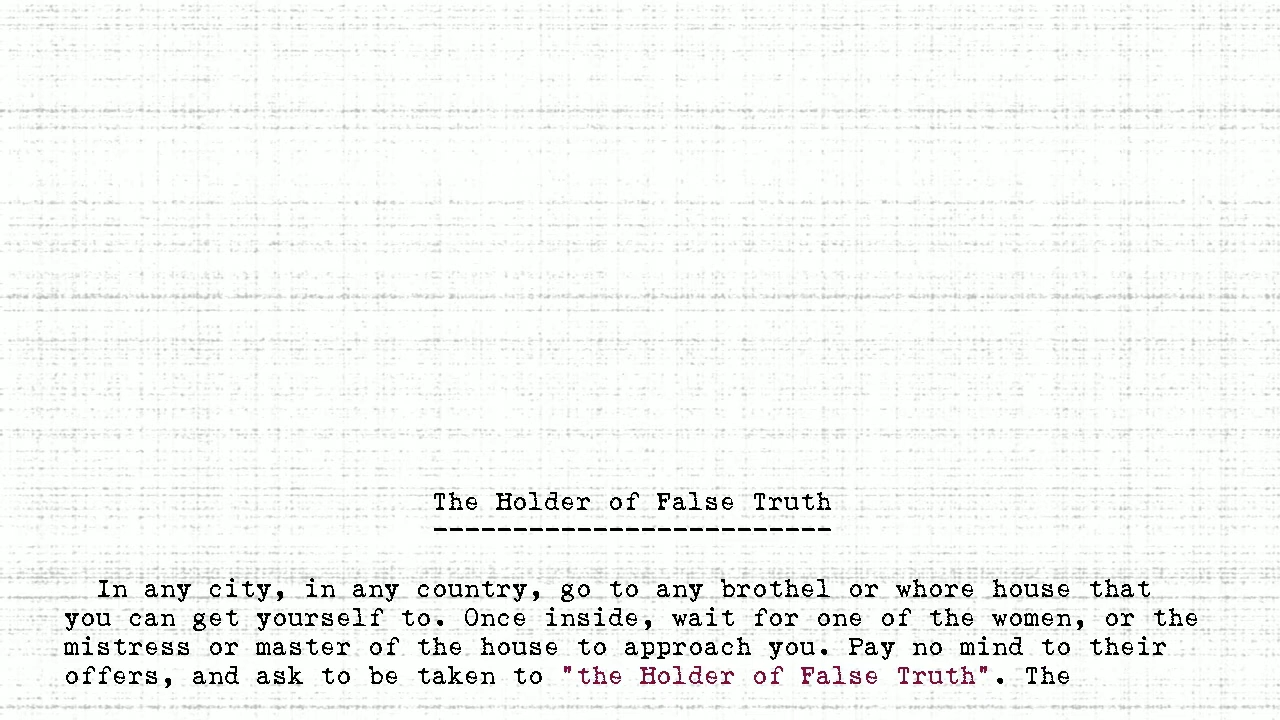 The Holder of False Truth
-------------------------
In any city, in any country, go to any brothel or whore house that
you can get yourself to. Once inside, wait for one of the women, or the
mistress or master of the house to approach you. Pay no mind to their
offers, and ask to be taken to "the Holder of False Truth". The